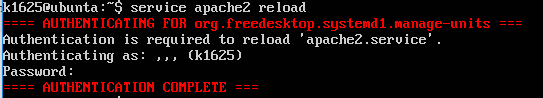 k1625@ubunta:~$ service apache2 reload
==== AUTHENTICATING FOR org.freedesktop.systemd1.manage-units ===
Authentication is required to reload 'apache2.service'.
Authenticating as: ,,, (k1625)
Password:
==== AUTHENTICATION COMPLETE ===